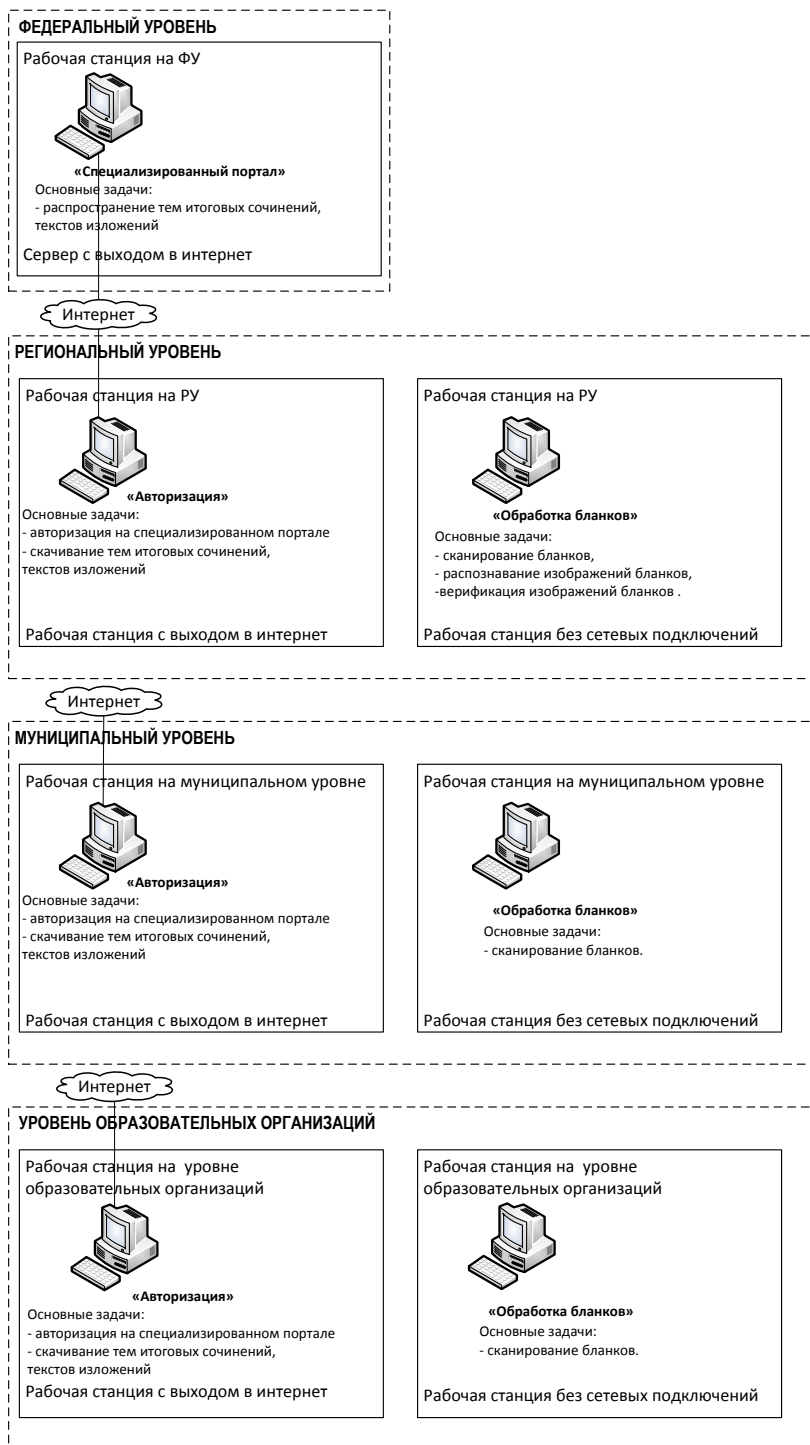 ФЕДЕРАЛЬНЫЙ УРОВЕНЬ
Рабочая станция на ФУ
«Специализированный портал»
Основные задачи:
- распространение тем итоговых сочинений,
текстов изложений
Сервер с выходом в интернет
Интернет
РЕГИОНАЛЬНЫЙ УРОВЕНЬ
Рабочая станция на РУ
«Авторизация»
Основные задачи:
- авторизация на специализированном портале
- скачивание тем итоговых сочинений,
текстов изложений
Рабочая станция с выходом в интернет
Рабочая станция на РУ
«Обработка бланков»
Основные задачи:
- сканирование бланков,
- распознавание изображений бланков,
-верификация изображений бланков .
Рабочая станция без сетевых подключений
Интернет
МУНИЦИПАЛЬНЫЙ УРОВЕНЬ
Рабочая станция на муниципальном уровне
«Авторизация»
Основные задачи:
- авторизация на специализированном портале
- скачивание тем итоговых сочинений,
текстов изложений
Рабочая станция с выходом в интернет
Рабочая станция на муниципальном уровне
«Обработка бланков»
Основные задачи:
- сканирование бланков.
Рабочая станция без сетевых подключений
Интернет
УРОВЕНЬ ОБРАЗОВАТЕЛЬНЫХ ОРГАНИЗАЦИЙ
Рабочая станция на уровне
образовательных организаций
«Авторизация»
Основные задачи:
- авторизация на специализированном портале
- скачивание тем итоговых сочинений,
текстов изложений
Рабочая станция с выходом в интернет
Рабочая станция на уровне
образовательных организаций
«Обработка бланков»
Основные задачи:
- сканирование бланков.
Рабочая станция без сетевых подключений